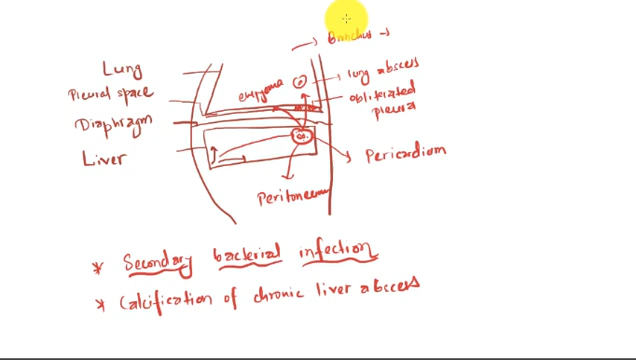 Bronchus
Lung
lung abscess
empyema
Pleural space
obliterated
pleura
Diaphragm
Liver
Pericardium
Peritoneum
* Secondary bacterial infection
* Calcification of chronic liver abscess